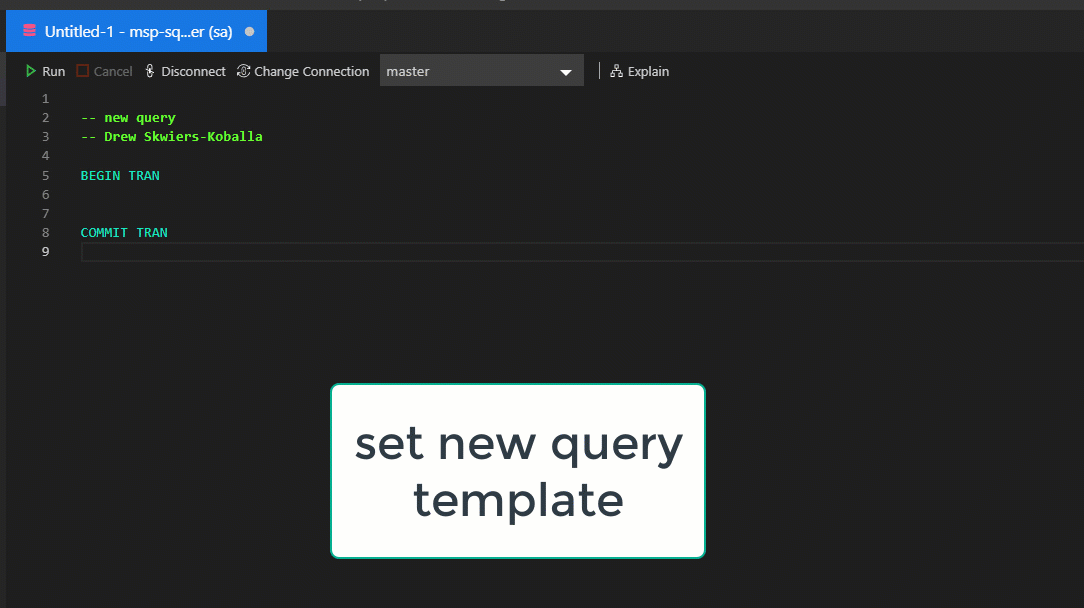 Untitled-1 - msp-sq...er (sa)
Run Cancel Disconnect Change Connection master Explain
1
2 -- new query
3 -- Drew Skwiers-Koballa
4
5 BEGIN TRAN
6
7
8 COMMIT TRAN
9
set new query
template